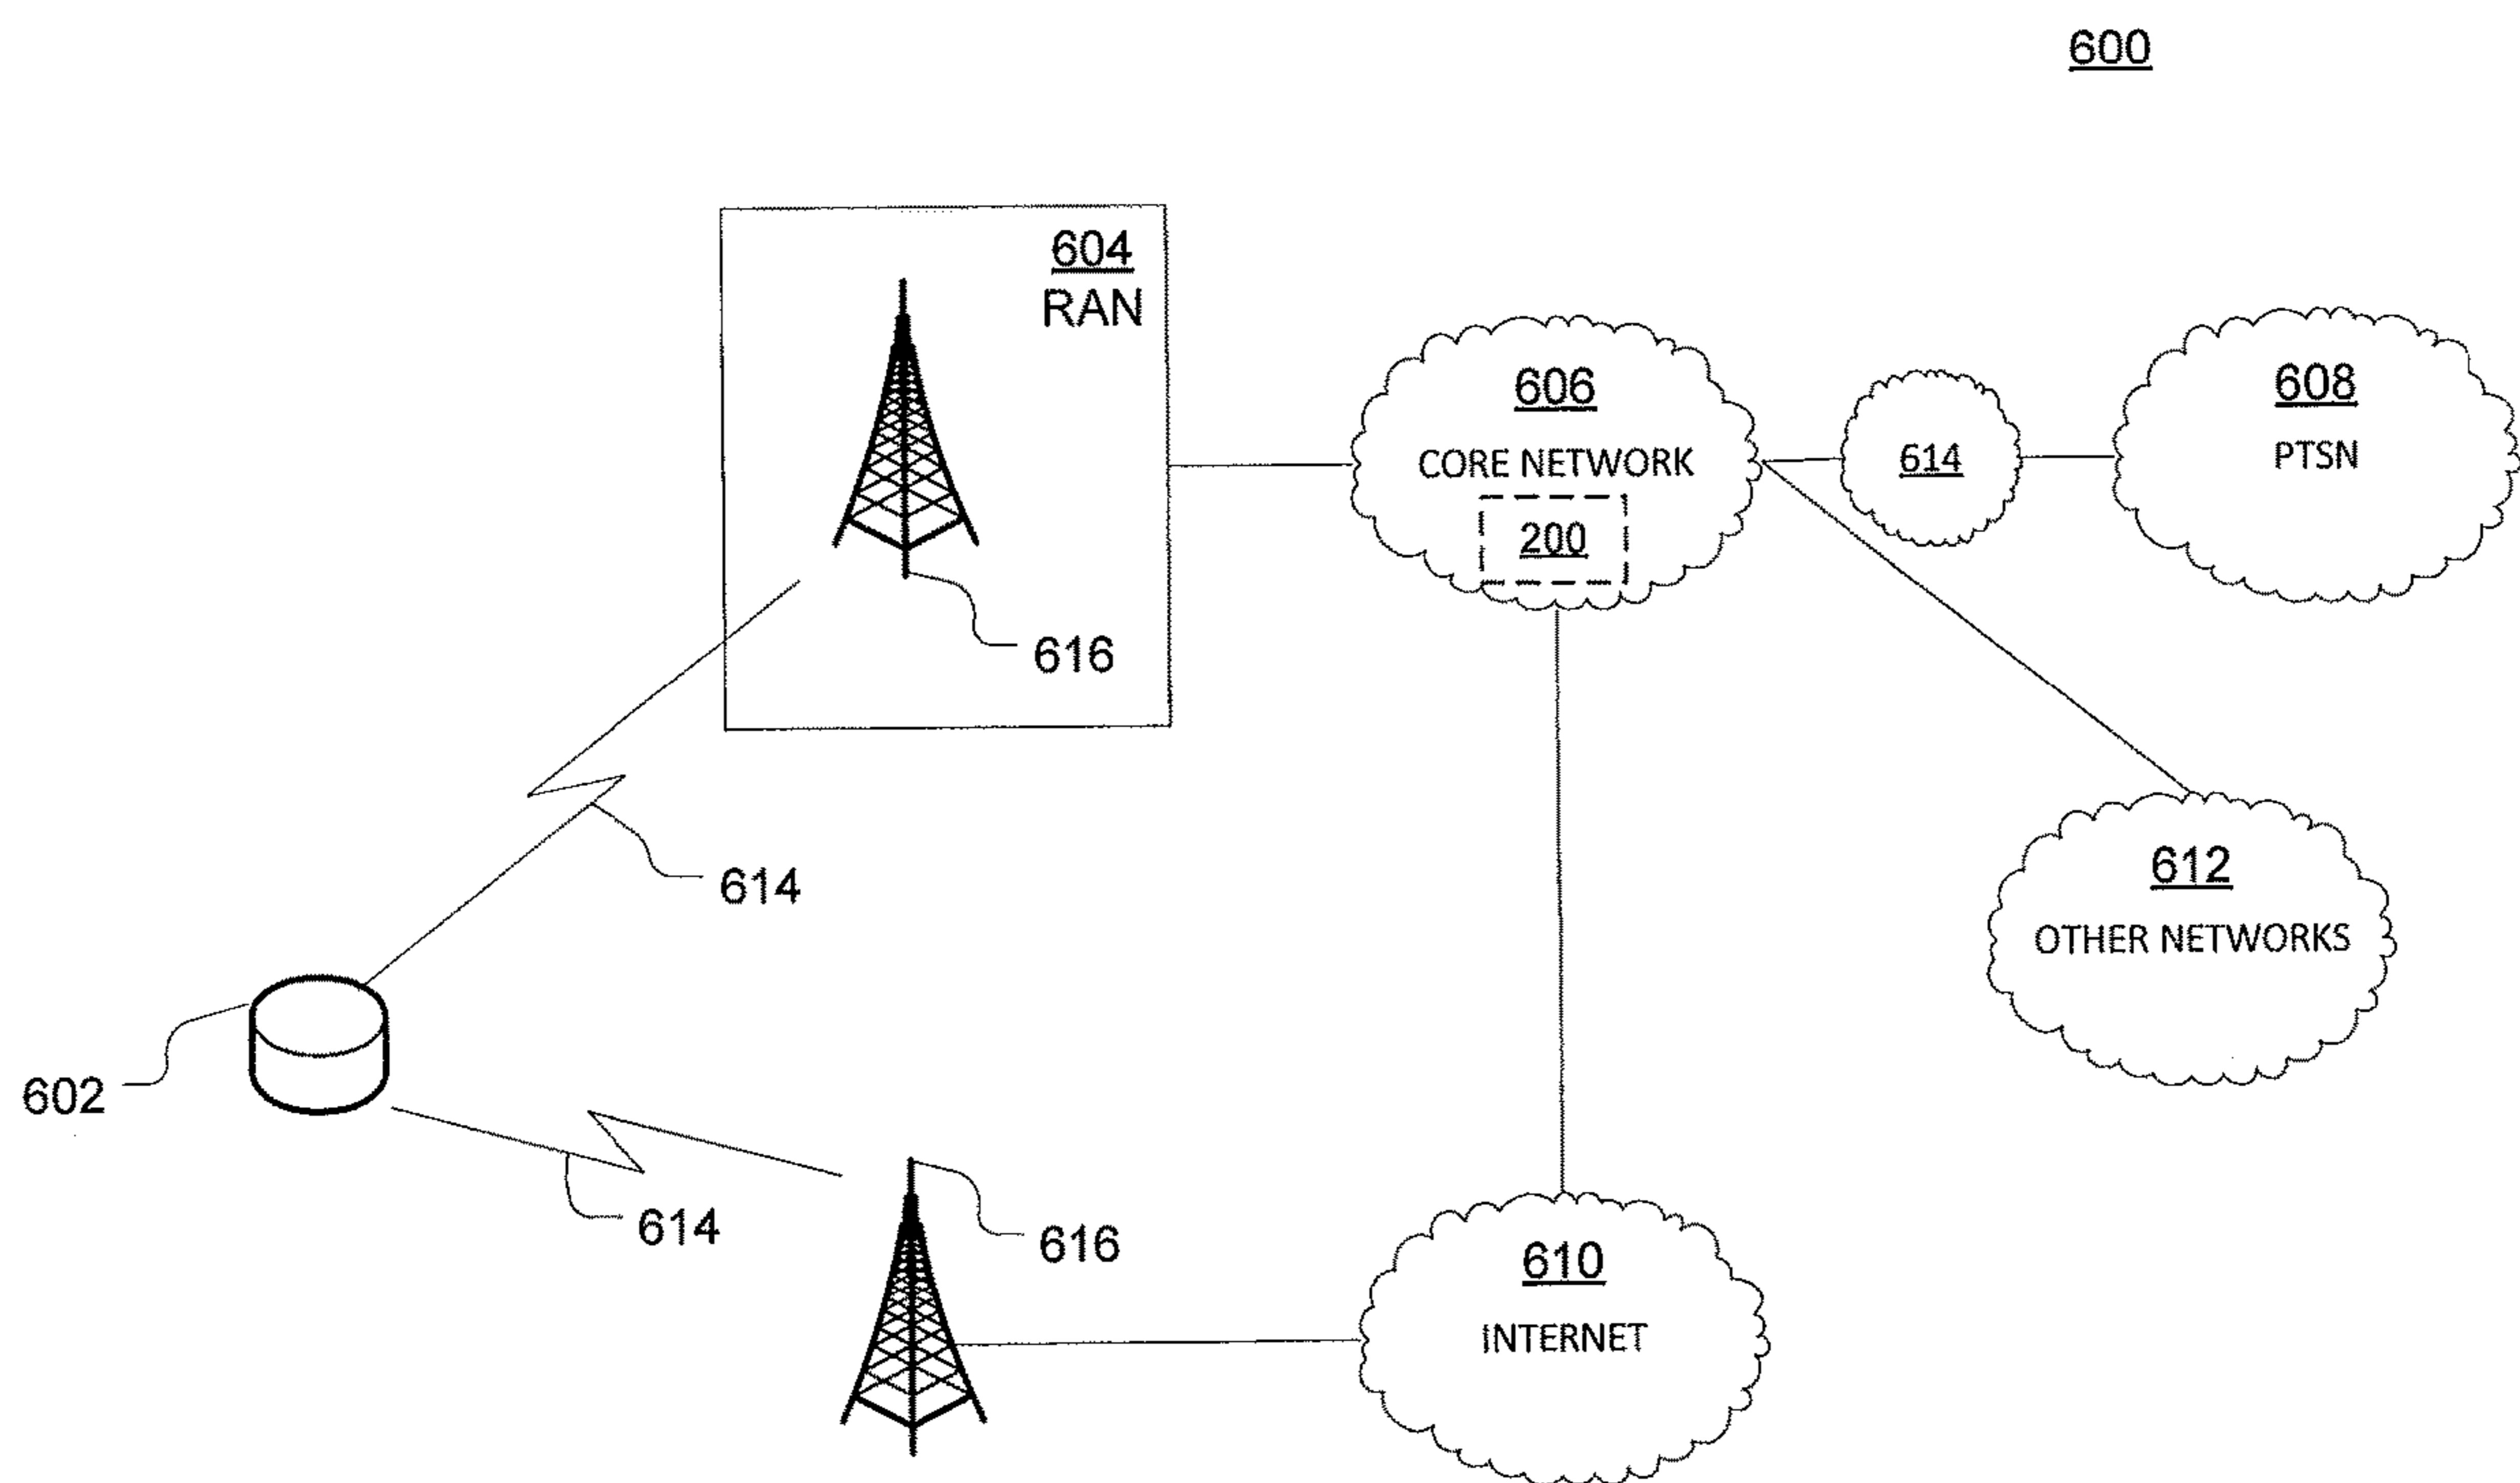 600
604
RAN
616
606
CORE NETWORK
200
614
608
PTSN
614
612
OTHER NETWORKS
602
614
616
610
INTERNET